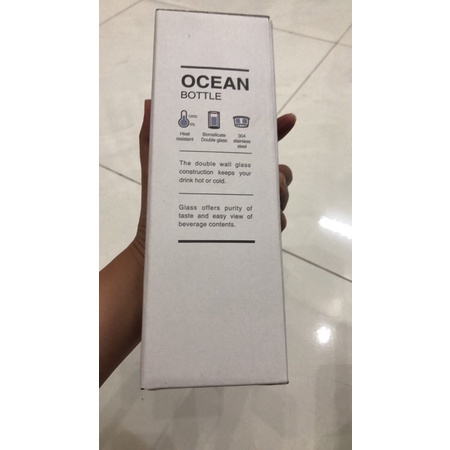 OCEAN
BOTTLE
Heat Borosilicate 304
resistant Double glass stainless
steel
The double wall glass
construction keeps your
drink hot or cold.
Glass offers purity of
taste and easy view of
beverage contents.